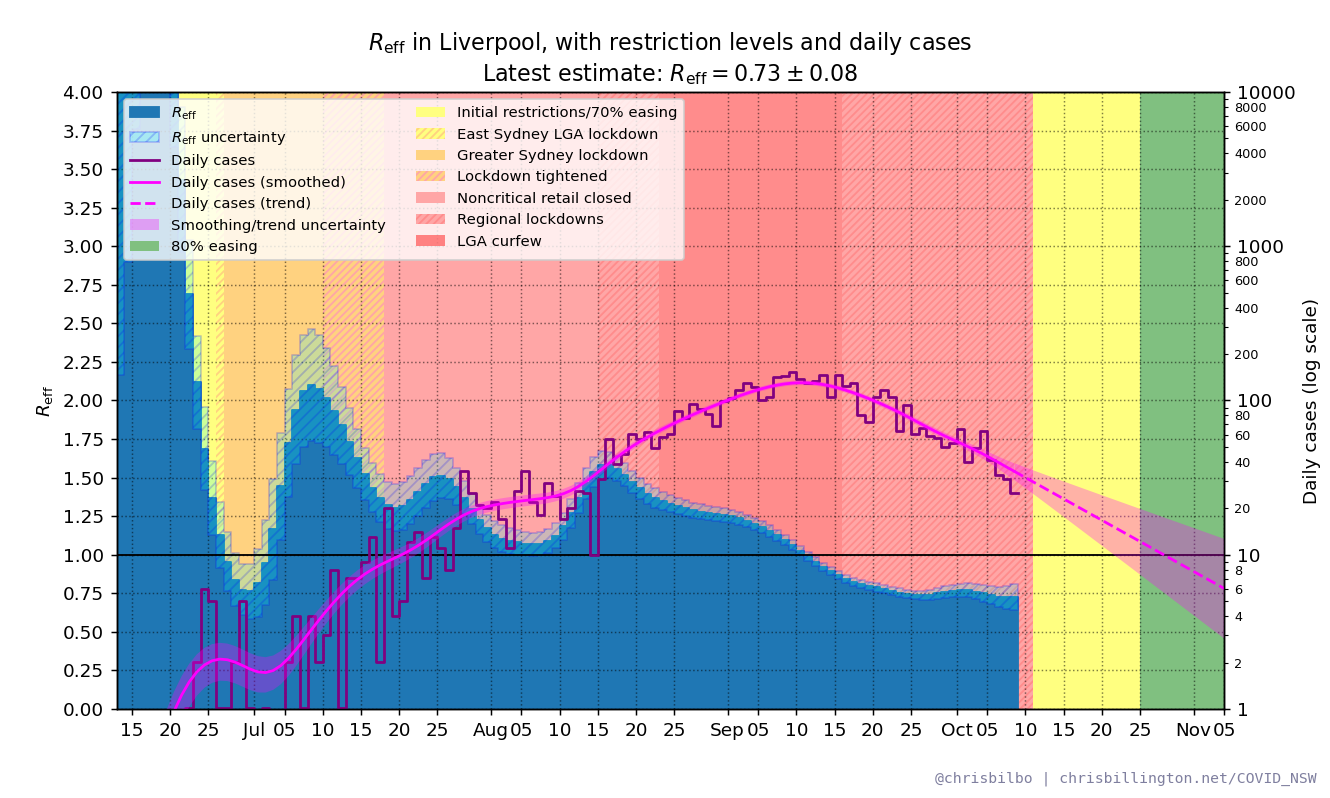 Reff in Liverpool, with restriction levels and daily cases
Latest estimate: Reff = 0.73 ± 0.08
Reff
Reff uncertainty
Daily cases
Daily cases (smoothed)
Daily cases (trend)
Smoothing/trend uncertainty
80% easing
Initial restrictions/70% easing
East Sydney LGA lockdown
Greater Sydney lockdown
Lockdown tightened
Noncritical retail closed
Regional lockdowns
LGA curfew
Reff
4.00
3.75
3.50
3.25
3.00
2.75
2.50
2.25
2.00
1.75
1.50
1.25
1.00
0.75
0.50
0.25
0.00
10000
8000
6000
4000
2000
1000
800
600
400
200
100
80
60
40
20
10
8
6
4
2
1
Daily cases (log scale)
15 20 25 Jul 05 10 15 20 25 Aug 05 10 15 20 25 Sep 05 10 15 20 25 Oct 05 10 15 20 25 Nov 05
@chrisbilbo | chrisbillington.net/COVID_NSW